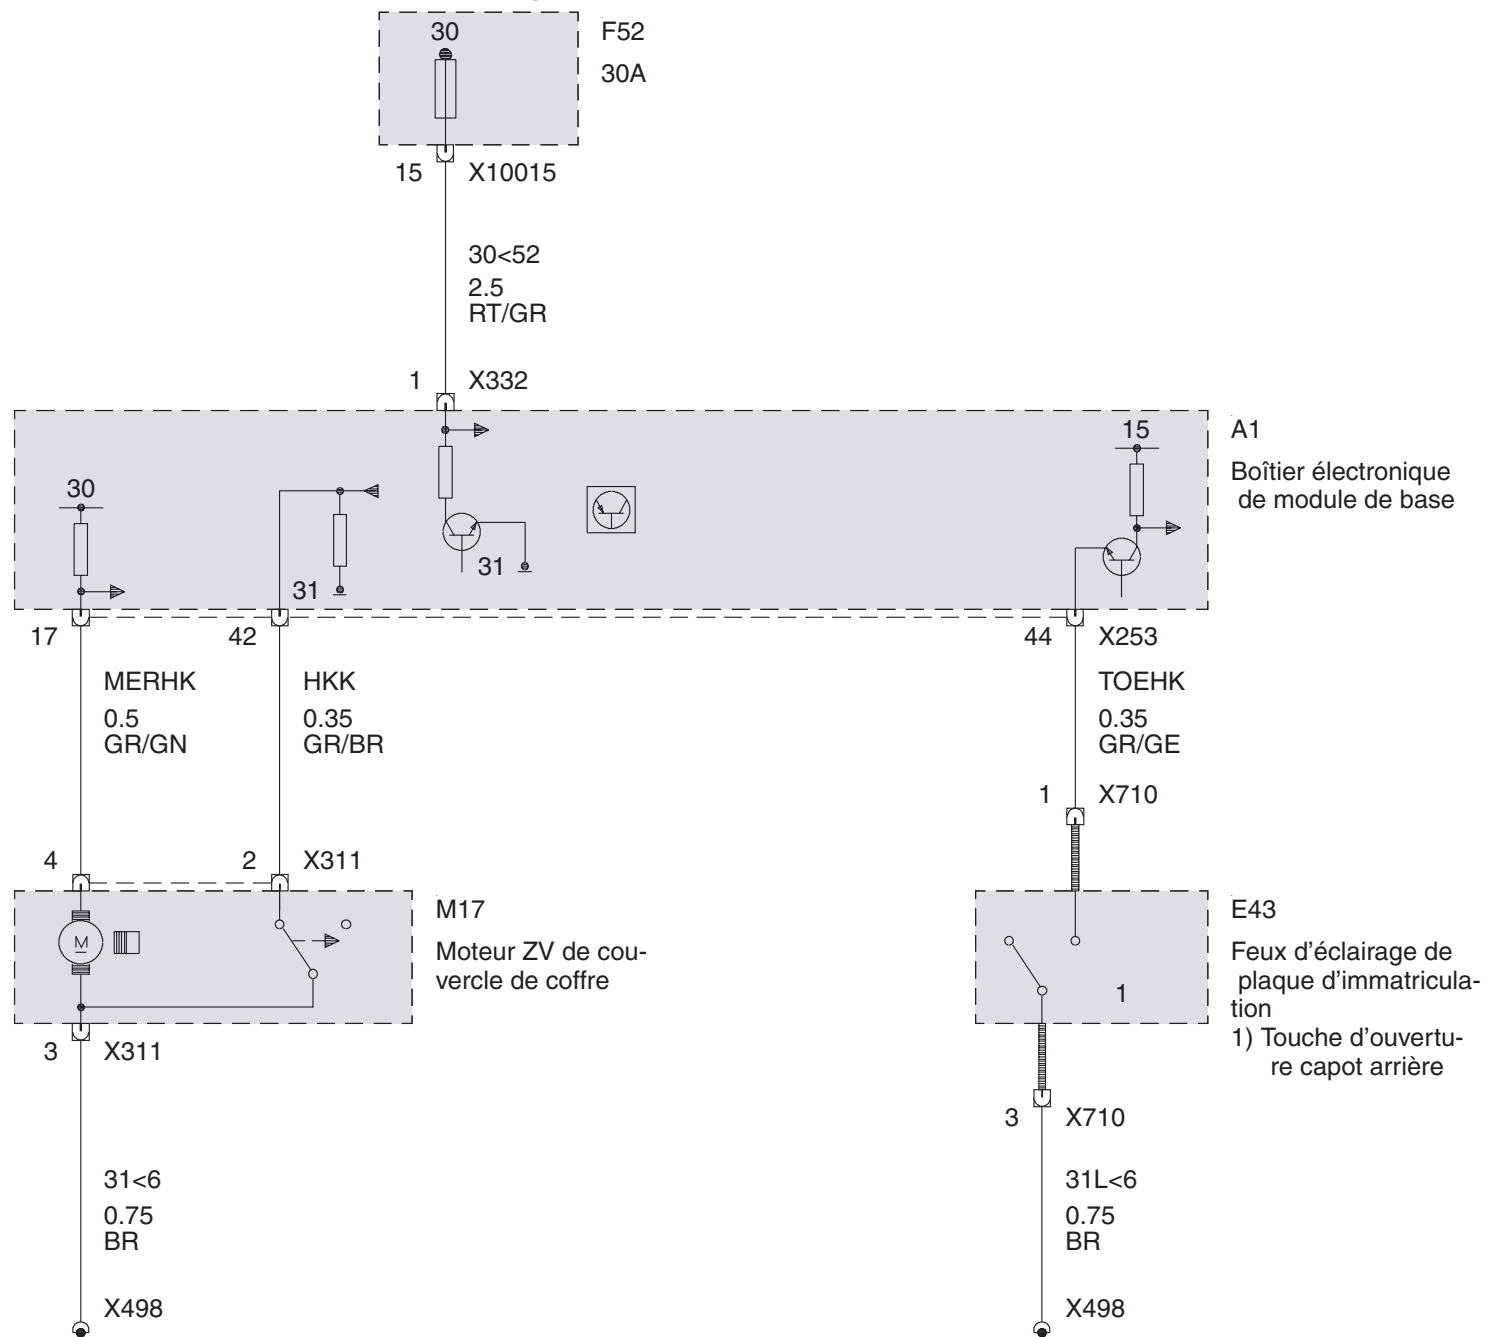 30
F52
30A
15 X10015
30<52
2.5
RT/GR
1 X332
A1
Boîtier électronique
de module de base
30
31
31
15
17
42
44 X253
MERHK
0.5
GR/GN
HKK
0.35
GR/BR
TOEHK
0.35
GR/GE
1 X710
4
2 X311
M
M17
Moteur ZV de cou-
vercle de coffre
1
E43
Feux d'éclairage de
plaque d'immatricula-
tion
1) Touche d'ouvertu-
re capot arrière
3 X311
3 X710
31<6
0.75
BR
31L<6
0.75
BR
X498
X498